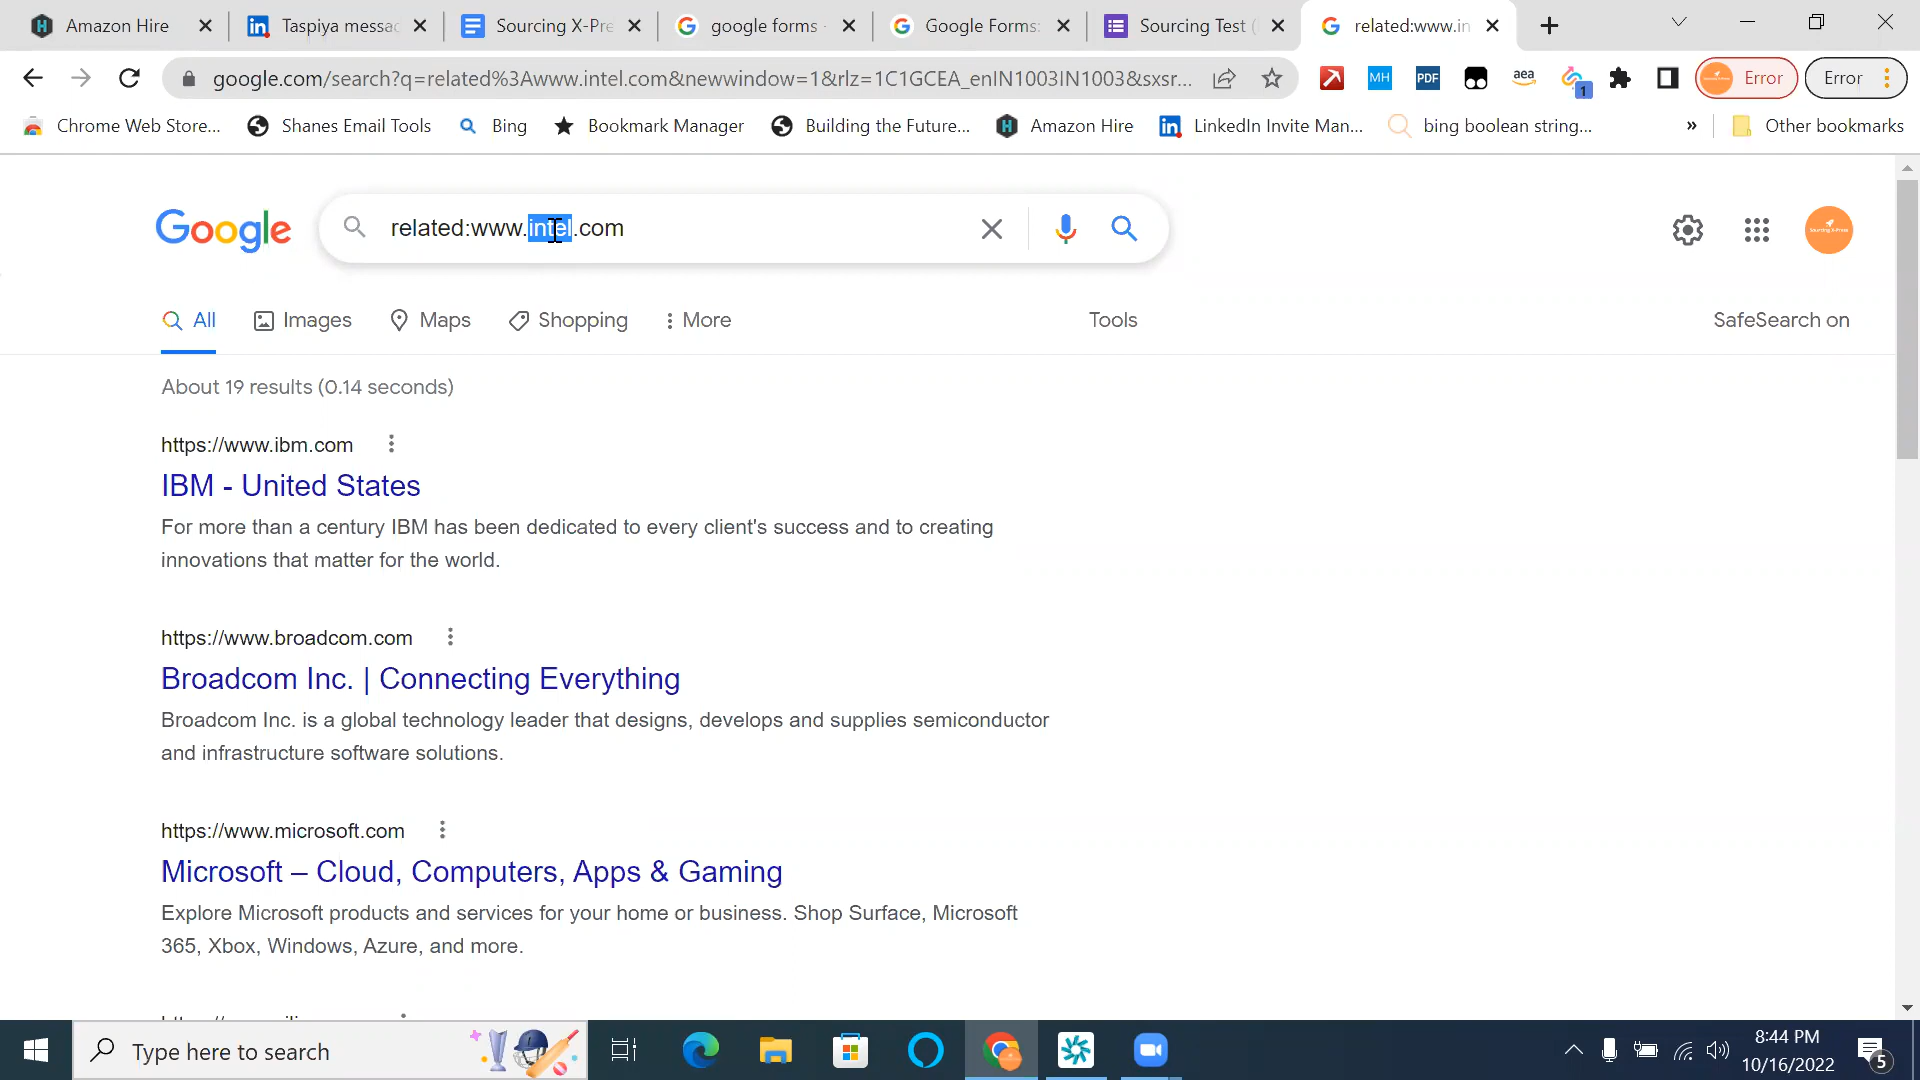 Amazon Hire
Taspiya messa
Sourcing X-Pre
google forms
Google Forms:
Sourcing Test (
related:www.in
google.com/search?q=related%3Awww.intel.com&newwindow=1&rlz=1C1GCEA_enIN1003IN1003&sxsr...
MH
PDF
aea
1
Error
Error
Chrome Web Store...
Shanes Email Tools
Bing
Bookmark Manager
Building the Future...
Amazon Hire
LinkedIn Invite Man...
bing boolean string...
»
Other bookmarks
Google
related:www.intel.com
All
Images
Maps
Shopping
More
Tools
SafeSearch on
About 19 results (0.14 seconds)
https://www.ibm.com
IBM - United States
For more than a century IBM has been dedicated to every client's success and to creating
innovations that matter for the world.
https://www.broadcom.com
Broadcom Inc. | Connecting Everything
Broadcom Inc. is a global technology leader that designs, develops and supplies semiconductor
and infrastructure software solutions.
https://www.microsoft.com
Microsoft – Cloud, Computers, Apps & Gaming
Explore Microsoft products and services for your home or business. Shop Surface, Microsoft
365, Xbox, Windows, Azure, and more.
Type here to search
8:44 PM
10/16/2022
5